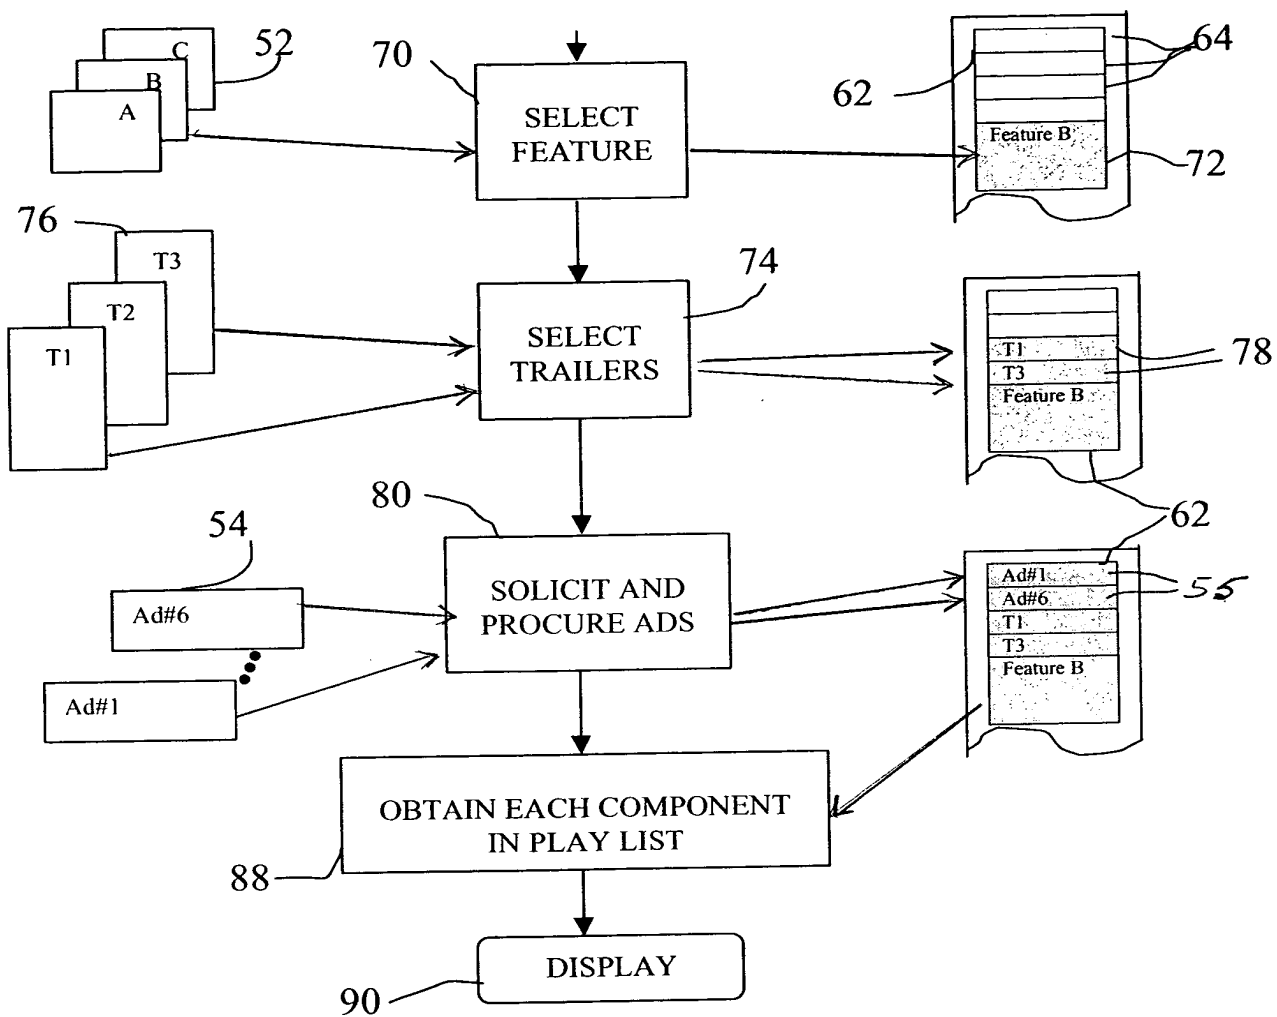 C
52
B
A
70
SELECT
FEATURE
62
64
Feature B
72
76
T3
T2
T1
74
SELECT
TRAILERS
T1
T3
Feature B
78
62
80
54
Ad#6
Ad#1
SOLICIT AND
PROCURE ADS
Ad#1
Ad#6
T1
T3
Feature B
55
OBTAIN EACH COMPONENT
IN PLAY LIST
88
DISPLAY
90